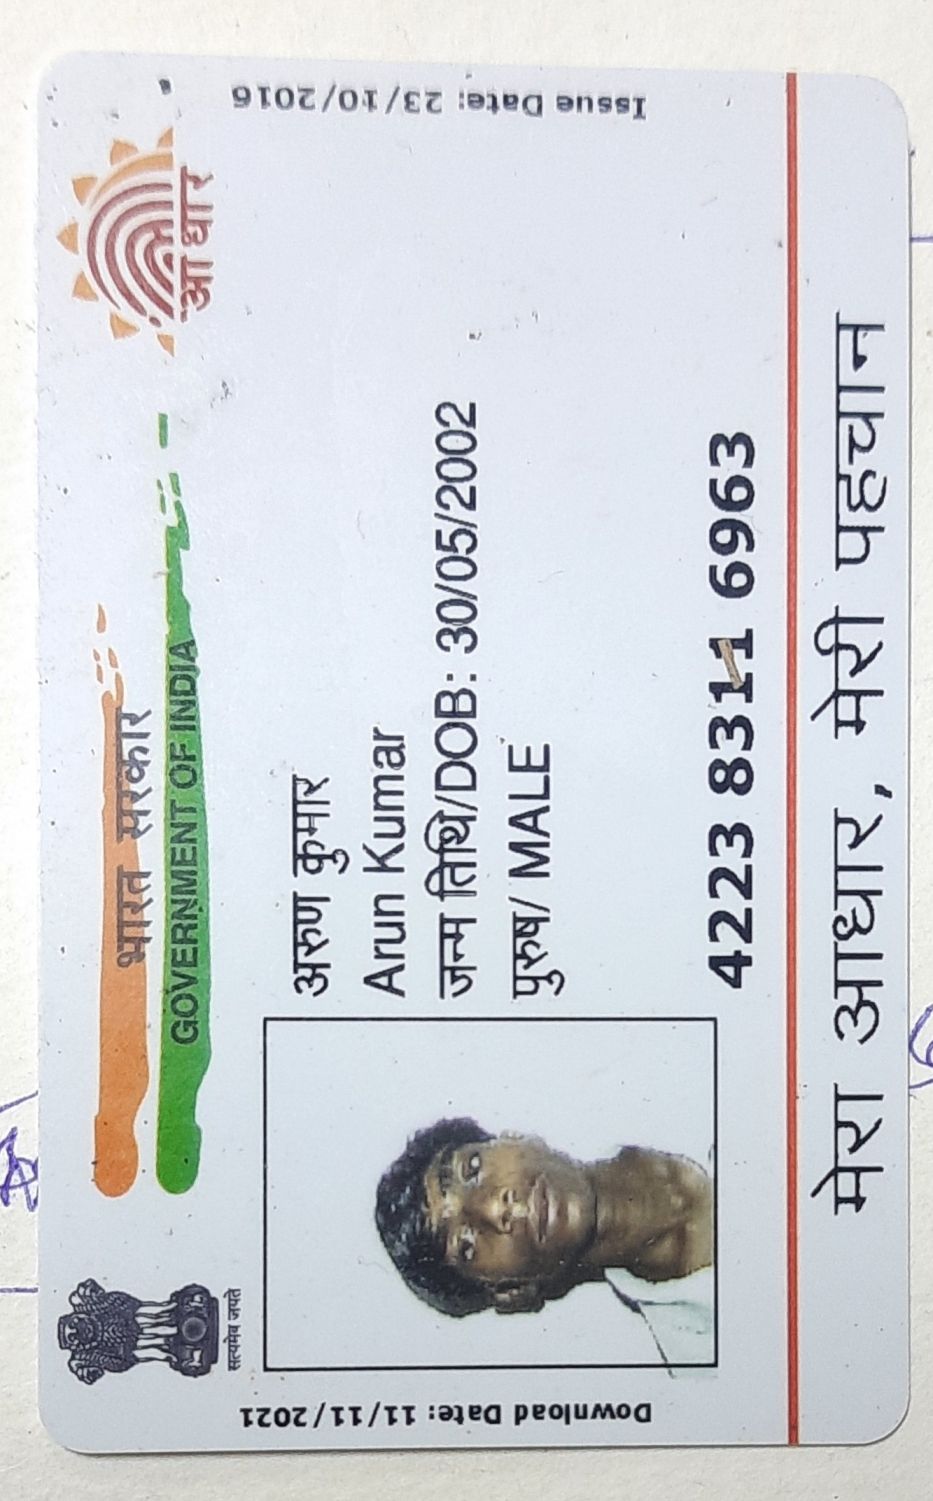 भारत सरकार
GOVERNMENT OF INDIA
आधार
सत्यमेव जयते
Issue Date: 23/10/2016
Download Date: 11/11/2021
अरुण कुमार
Arun Kumar
जन्म तिथि/DOB: 30/05/2002
पुरुष/ MALE
4223 8311 6963
मेरा आधार, मेरी पहचान